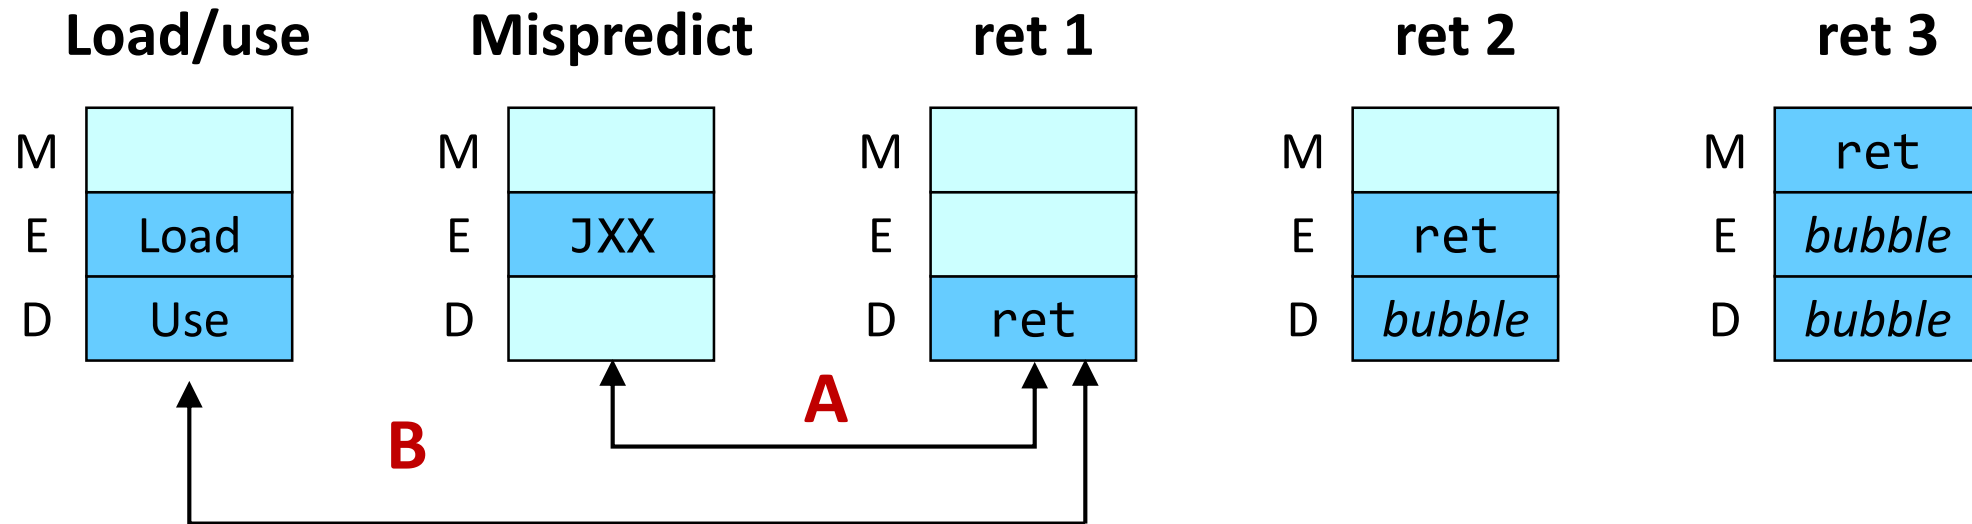 Load/use Mispredict ret 1 ret 2 ret 3
M M M M M ret
E Load E JXX E E ret E bubble
D Use D D ret D bubble D bubble
A
B